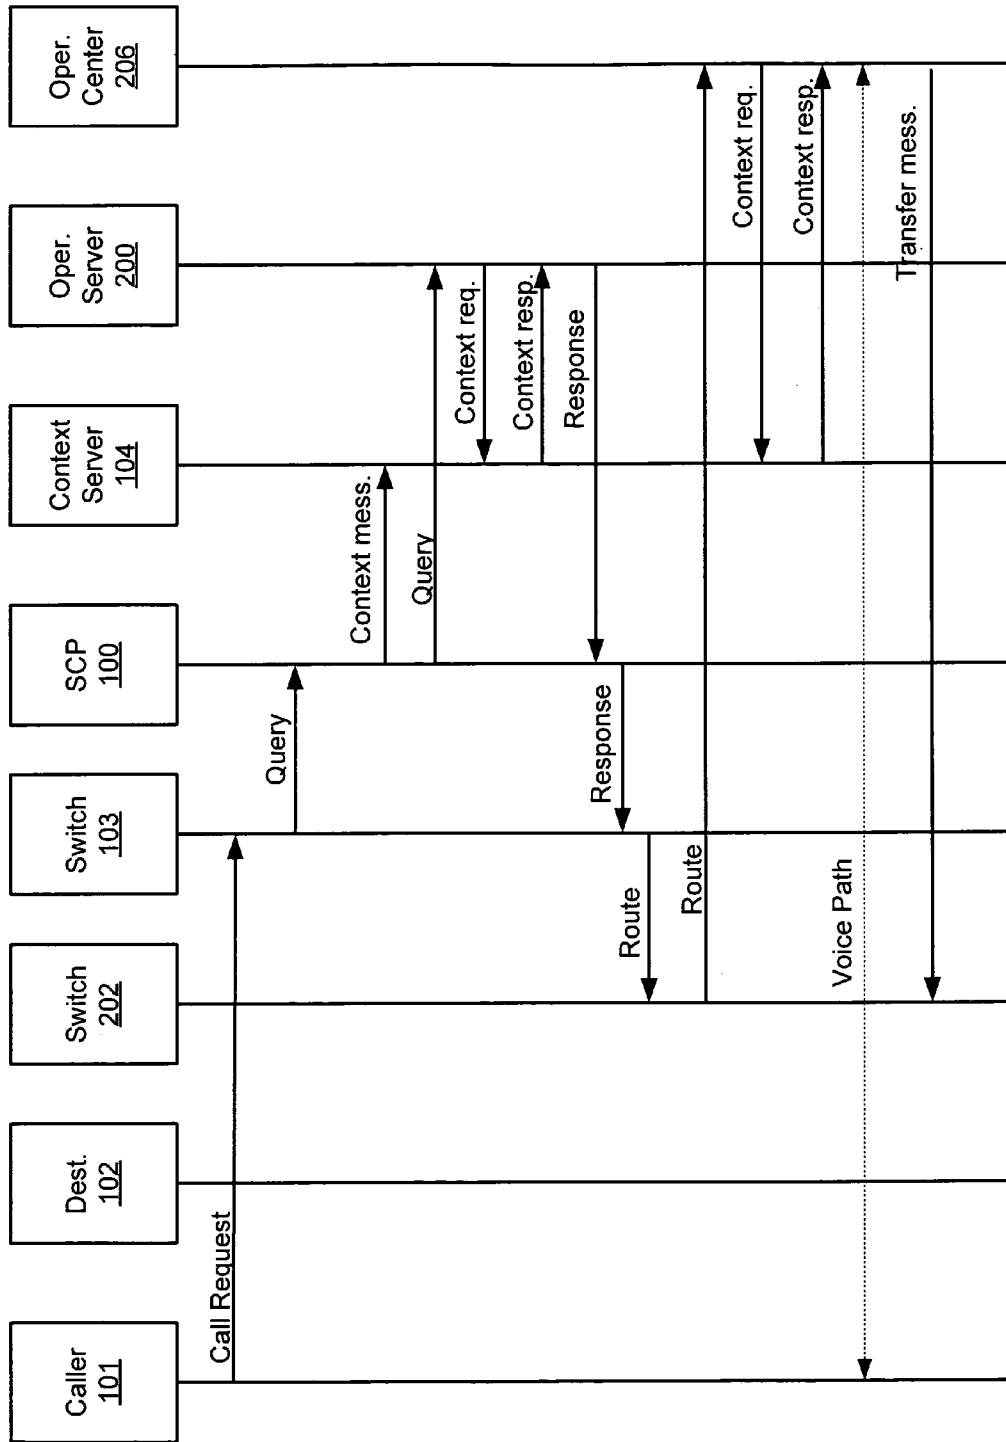 Caller
101
Dest.
102
Switch
202
Switch
103
SCP
100
Context
Server
104
Oper.
Server
200
Oper.
Center
206
Call Request
Query
Context mess.
Query
Context req.
Context resp.
Response
Response
Route
Route
Context req.
Context resp.
Voice Path
Transfer mess.